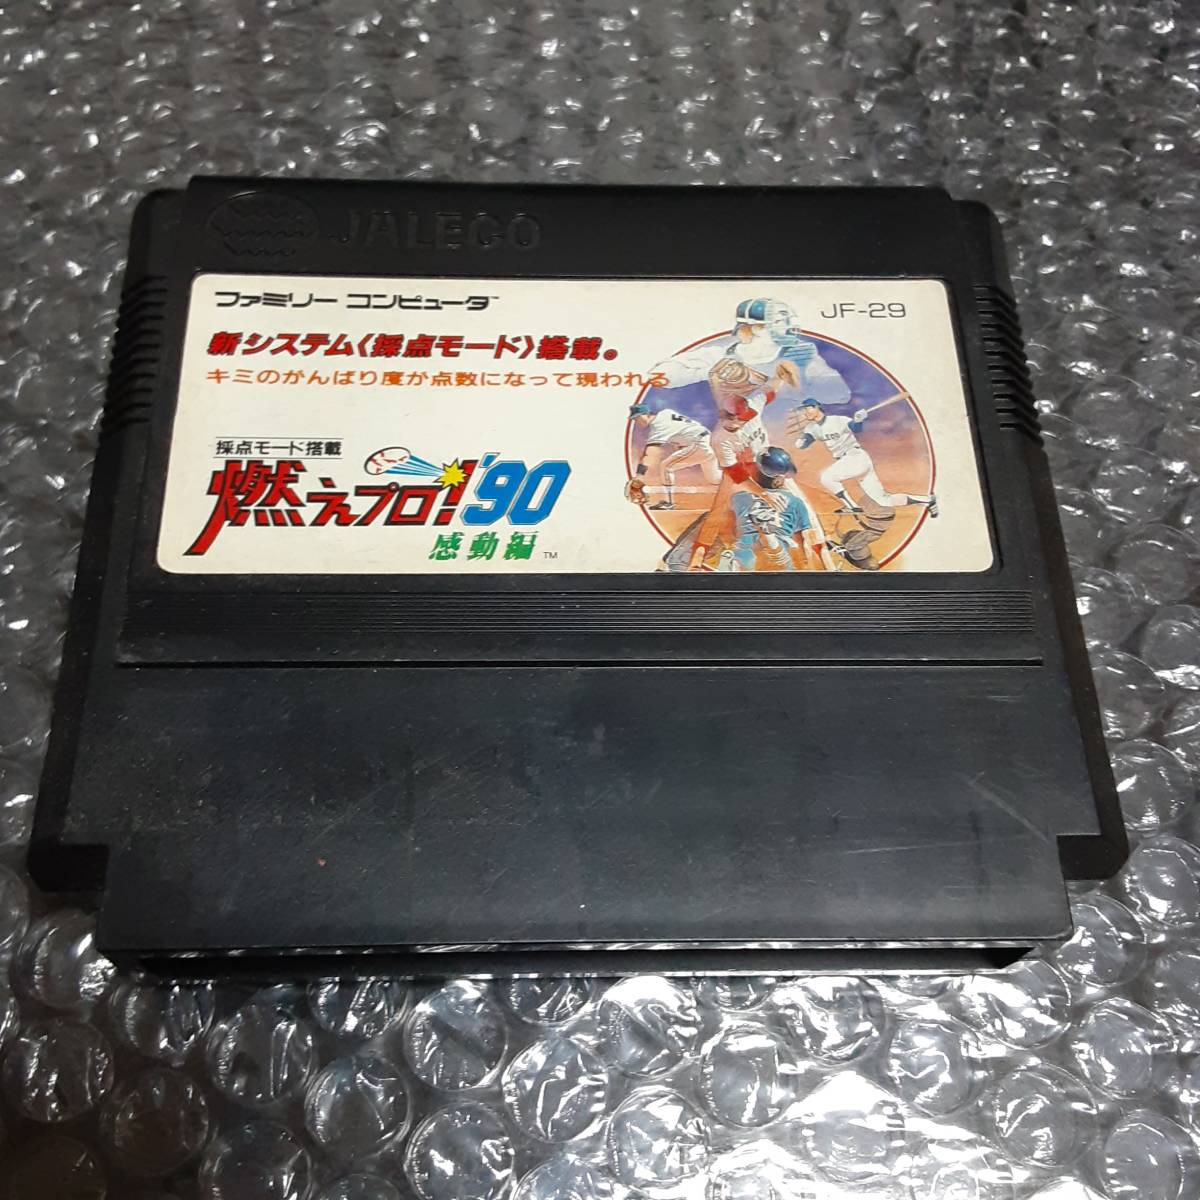 JALECO
ファミリー コンピュータ™
JF-29
新システム〈採点モード〉搭載。
キミのがんばり度が点数になって現われる
採点モード搭載
燃えプロ!'90
感動編™